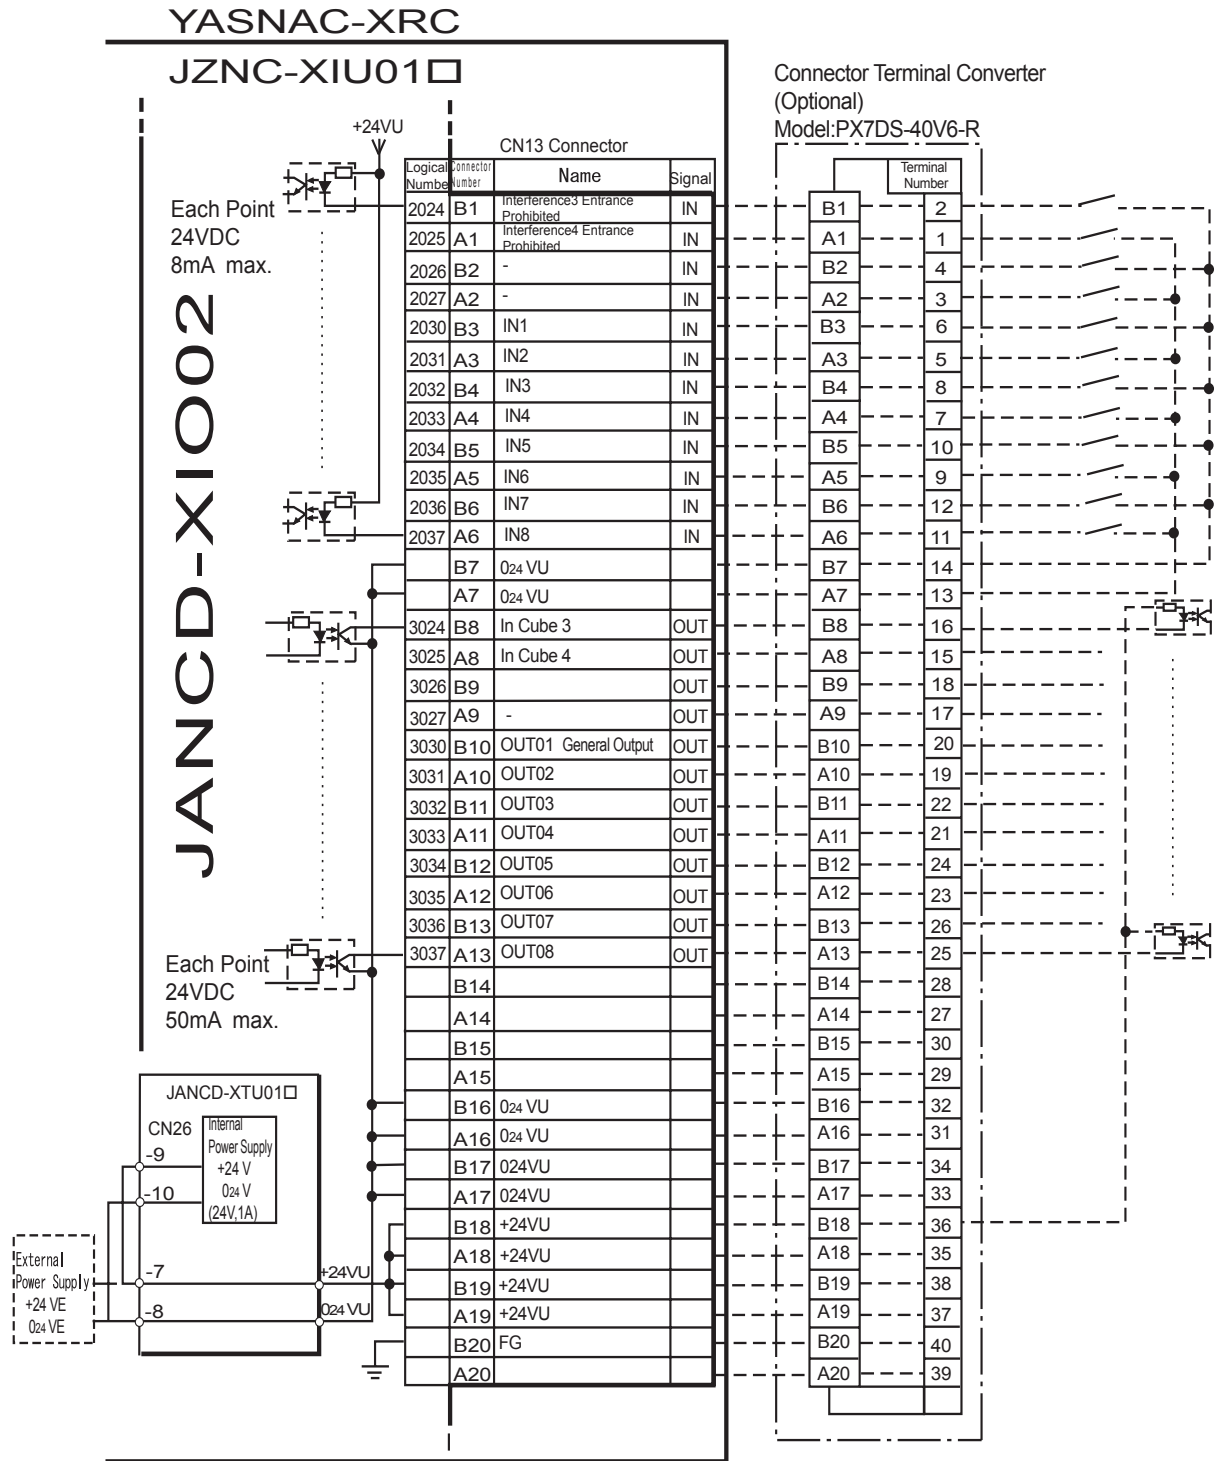 YASNAC-XRC
JZNC-XIU01□
Connector Terminal Converter
(Optional)
Model:PX7DS-40V6-R
+24VU
CN13 Connector
Logical Numbe Connector Number Name Signal
Terminal Number
Each Point
24VDC
8mA max.
JANCD-XIO02
2024 B1 Interference3 Entrance Prohibited IN B1 2
2025 A1 Interference4 Entrance Prohibited IN A1 1
2026 B2 - IN B2 4
2027 A2 - IN A2 3
2030 B3 IN1 IN B3 6
2031 A3 IN2 IN A3 5
2032 B4 IN3 IN B4 8
2033 A4 IN4 IN A4 7
2034 B5 IN5 IN B5 10
2035 A5 IN6 IN A5 9
2036 B6 IN7 IN B6 12
2037 A6 IN8 IN A6 11
B7 024 VU B7 14
A7 024 VU A7 13
3024 B8 In Cube 3 OUT B8 16
3025 A8 In Cube 4 OUT A8 15
3026 B9 OUT B9 18
3027 A9 - OUT A9 17
3030 B10 OUT01 General Output OUT B10 20
3031 A10 OUT02 OUT A10 19
3032 B11 OUT03 OUT B11 22
3033 A11 OUT04 OUT A11 21
3034 B12 OUT05 OUT B12 24
3035 A12 OUT06 OUT A12 23
3036 B13 OUT07 OUT B13 26
3037 A13 OUT08 OUT A13 25
Each Point
24VDC
50mA max.
B14 B14 28
A14 A14 27
B15 B15 30
A15 A15 29
B16 024 VU B16 32
A16 024 VU A16 31
B17 024VU B17 34
A17 024VU A17 33
B18 +24VU B18 36
A18 +24VU A18 35
B19 +24VU B19 38
A19 +24VU A19 37
B20 FG B20 40
A20 A20 39
JANCD-XTU01□
CN26
Internal
Power Supply
+24 V
024 V
(24V,1A)
-9
-10
-7
-8
+24VU
024 VU
External
Power Supply
+24 VE
024 VE